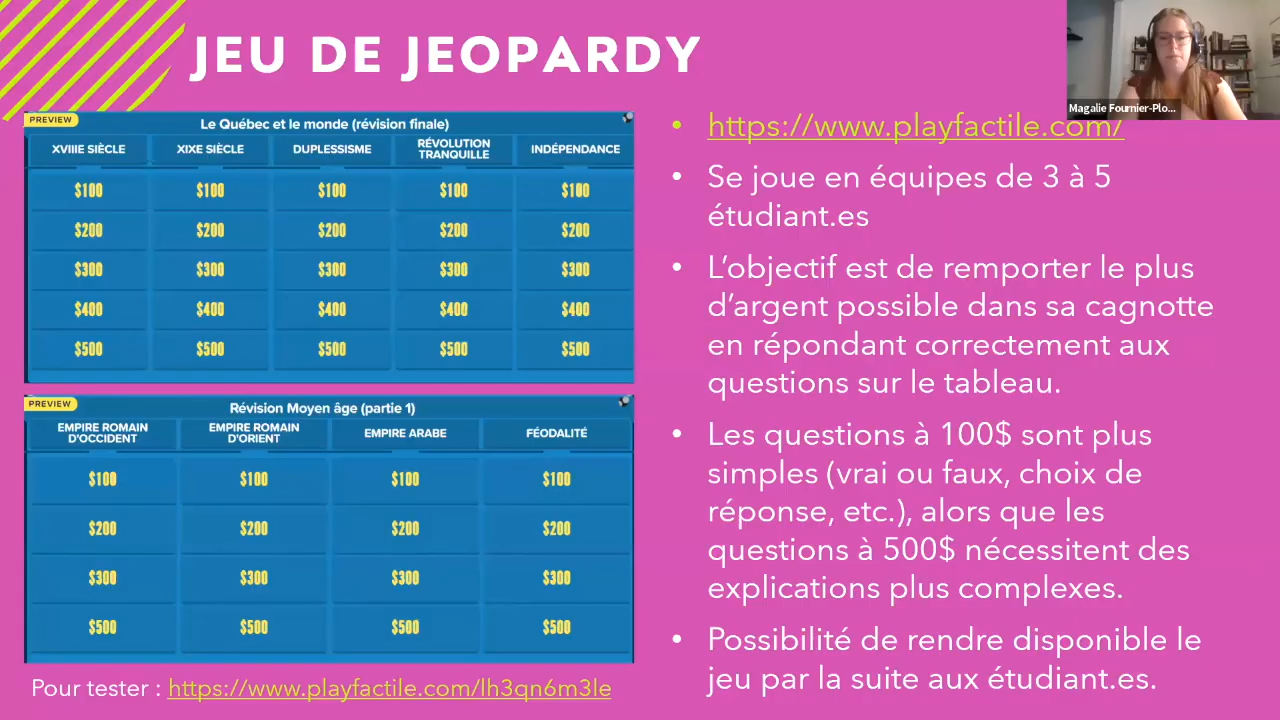 JEU DE JEOPARDY
Magalie Fournier-Plo...
PREVIEW
Le Québec et le monde (révision finale)
XVIIIE SIÈCLE XIXE SIÈCLE DUPLESSISME RÉVOLUTION TRANQUILLE INDÉPENDANCE
$100 $100 $100 $100 $100
$200 $200 $200 $200 $200
$300 $300 $300 $300 $300
$400 $400 $400 $400 $400
$500 $500 $500 $500 $500
PREVIEW
Révision Moyen âge (partie 1)
EMPIRE ROMAIN D'OCCIDENT EMPIRE ROMAIN D'ORIENT EMPIRE ARABE FÉODALITÉ
$100 $100 $100 $100
$200 $200 $200 $200
$300 $300 $300 $300
$500 $500 $500 $500
Pour tester : https://www.playfactile.com/lh3qn6m3le
• https://www.playfactile.com/
• Se joue en équipes de 3 à 5
étudiant.es
• L’objectif est de remporter le plus
d’argent possible dans sa cagnotte
en répondant correctement aux
questions sur le tableau.
• Les questions à 100$ sont plus
simples (vrai ou faux, choix de
réponse, etc.), alors que les
questions à 500$ nécessitent des
explications plus complexes.
• Possibilité de rendre disponible le
jeu par la suite aux étudiant.es.